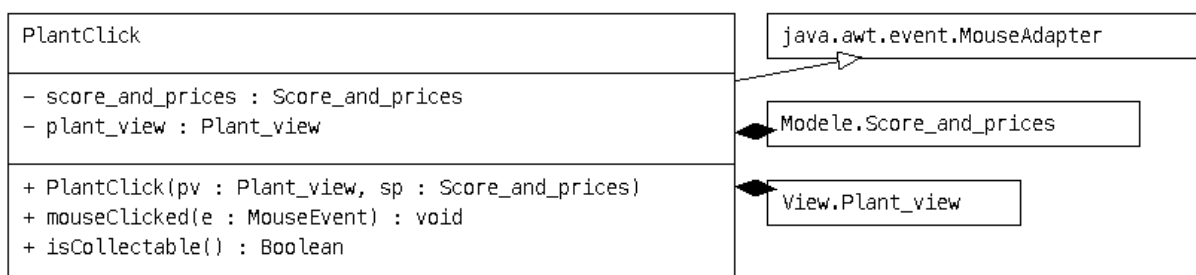 PlantClick
- score_and_prices : Score_and_prices
- plant_view : Plant_view
+ PlantClick(pv : Plant_view, sp : Score_and_prices)
+ mouseClicked(e : MouseEvent) : void
+ isCollectable() : Boolean
java.awt.event.MouseAdapter
Modele.Score_and_prices
View.Plant_view